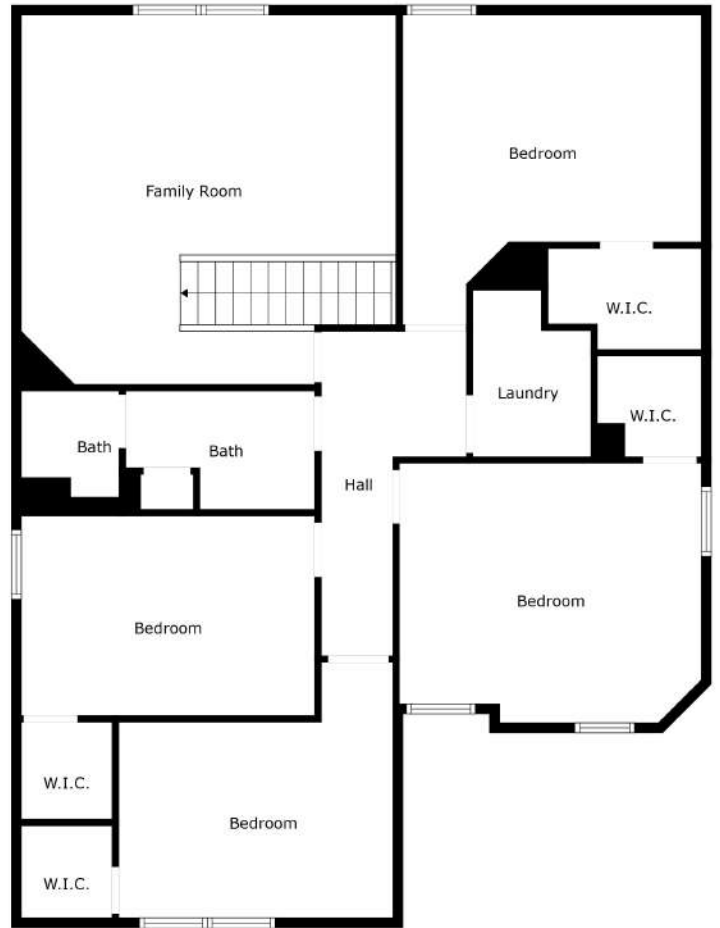 Bedroom
Family Room
W.I.C.
Laundry
W.I.C.
Bath
Bath
Hall
Bedroom
Bedroom
W.I.C.
Bedroom
W.I.C.